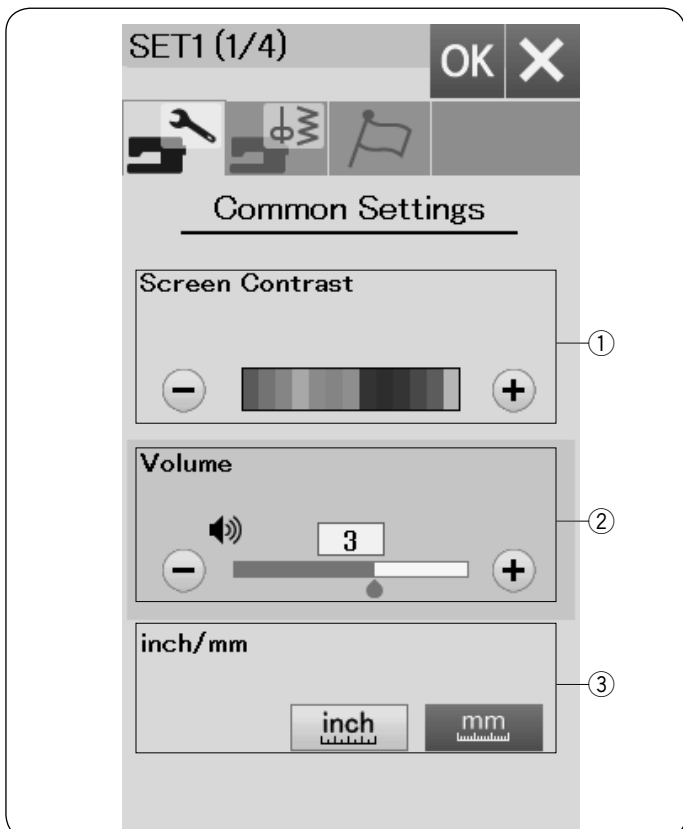 SET1 (1/4)
OK
Common Settings
Screen Contrast
①
Volume
3
②
inch/mm
③
inch
mm